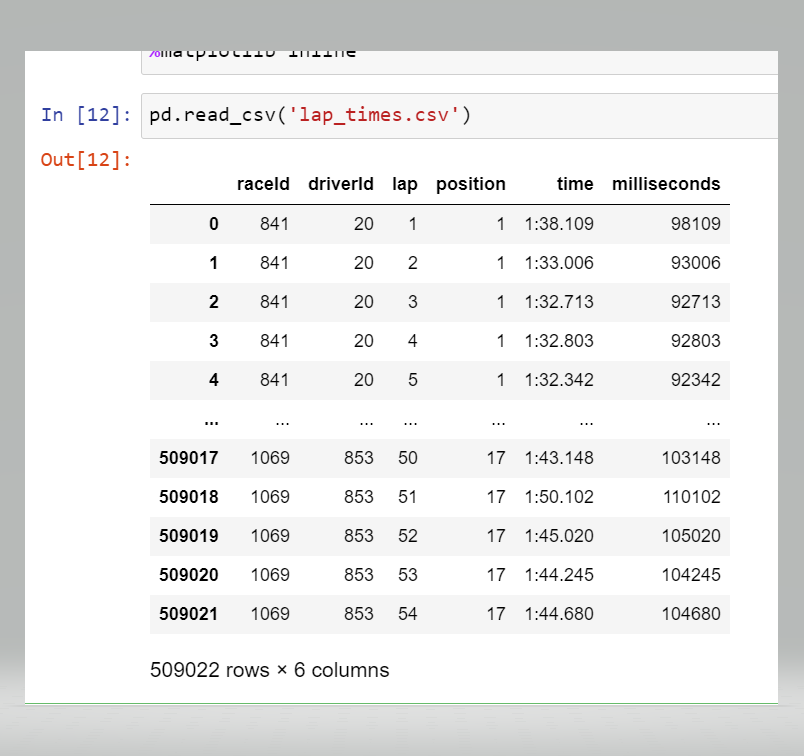 %matplotlib inline
In [12]: pd.read_csv('lap_times.csv')
Out[12]:
raceId driverId lap position time milliseconds
0 841 20 1 1 1:38.109 98109
1 841 20 2 1 1:33.006 93006
2 841 20 3 1 1:32.713 92713
3 841 20 4 1 1:32.803 92803
4 841 20 5 1 1:32.342 92342
... ... ... ... ... ... ...
509017 1069 853 50 17 1:43.148 103148
509018 1069 853 51 17 1:50.102 110102
509019 1069 853 52 17 1:45.020 105020
509020 1069 853 53 17 1:44.245 104245
509021 1069 853 54 17 1:44.680 104680
509022 rows × 6 columns